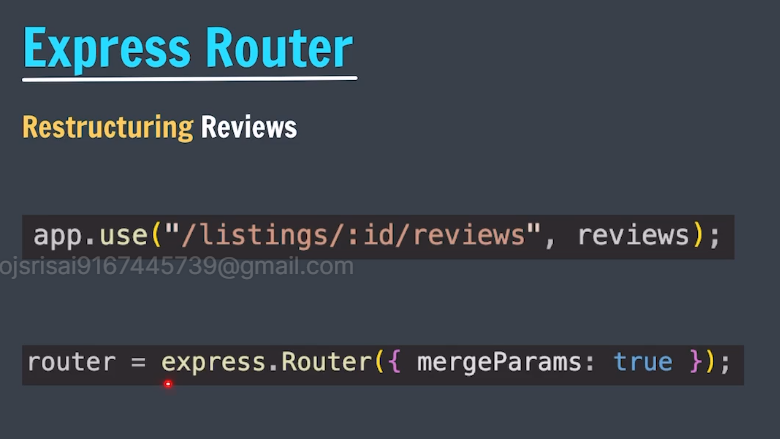 Express Router
Restructuring Reviews
app.use("/listings/:id/reviews", reviews);
ojsrisai9167445739@gmail.com
router = express.Router({ mergeParams: true });